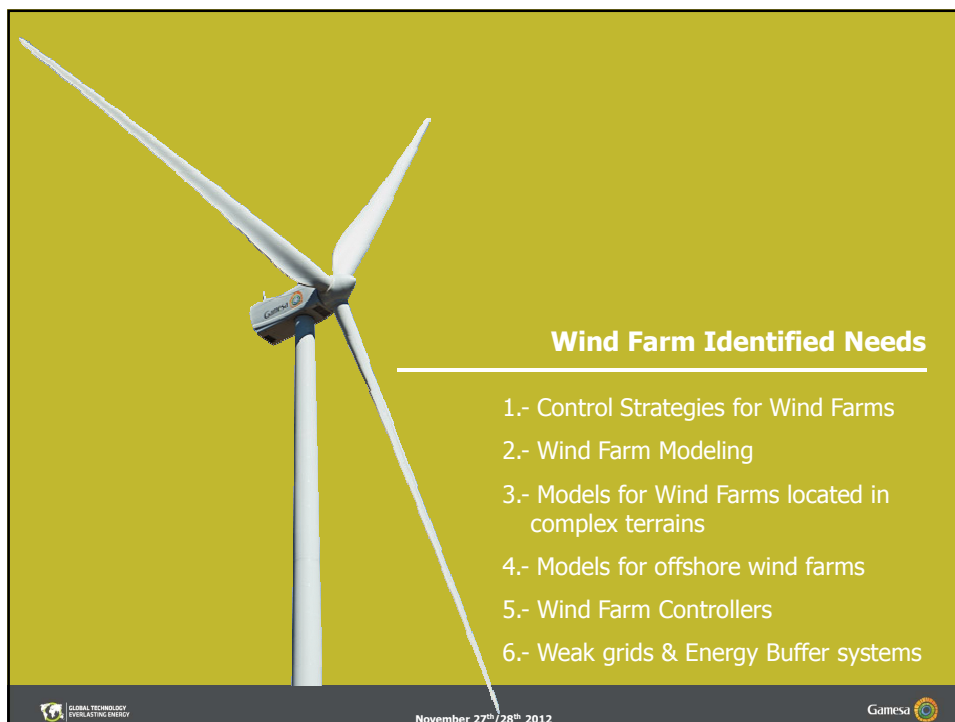 Gamesa
Wind Farm Identified Needs
1.- Control Strategies for Wind Farms
2.- Wind Farm Modeling
3.- Models for Wind Farms located in
complex terrains
4.- Models for offshore wind farms
5.- Wind Farm Controllers
6.- Weak grids & Energy Buffer systems
GLOBAL TECHNOLOGY
EVERLASTING ENERGY
November 27th/28th 2012
Gamesa